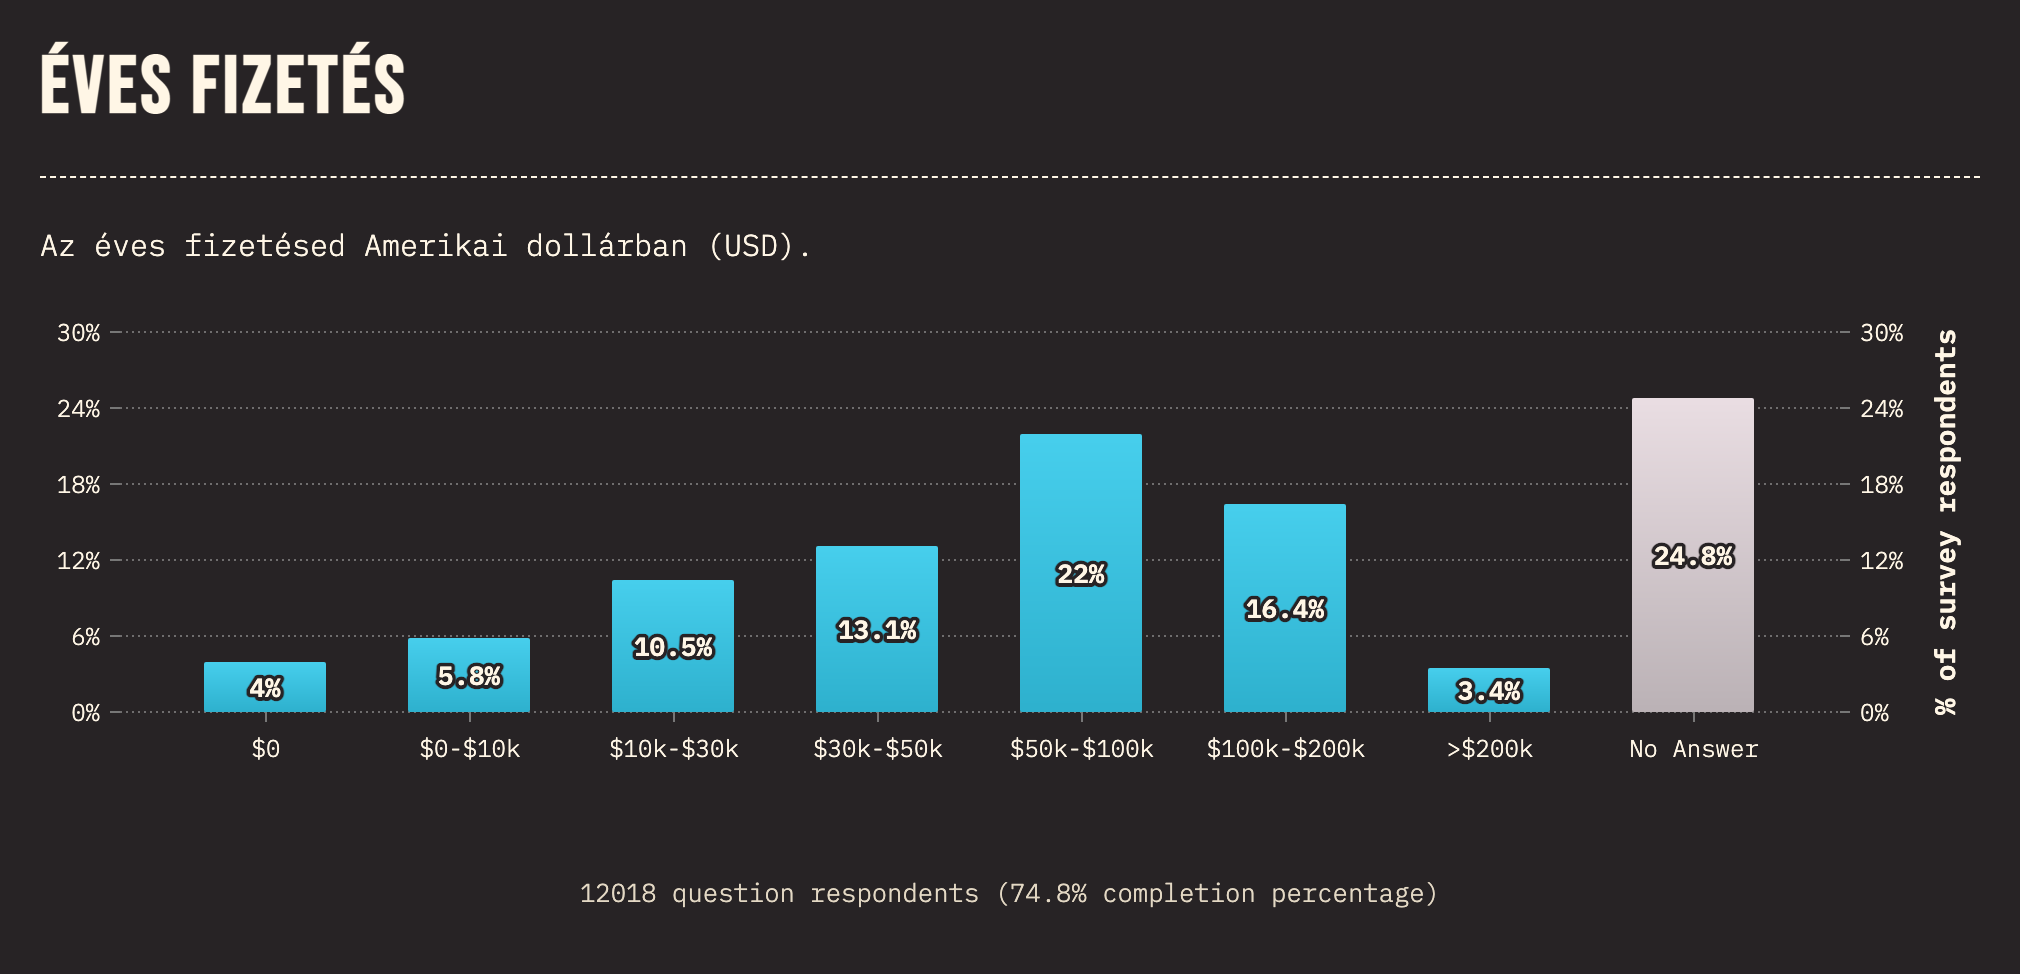 ÉVES FIZETÉS
Az éves fizetésed Amerikai dollárban (USD).
30% 30%
24% 24%
18% 18%
12% 12%
6% 6%
0% 0%
% of survey respondents
4% 5.8% 10.5% 13.1% 22% 16.4% 3.4% 24.8%
$0 $0-$10k $10k-$30k $30k-$50k $50k-$100k $100k-$200k >$200k No Answer
12018 question respondents (74.8% completion percentage)